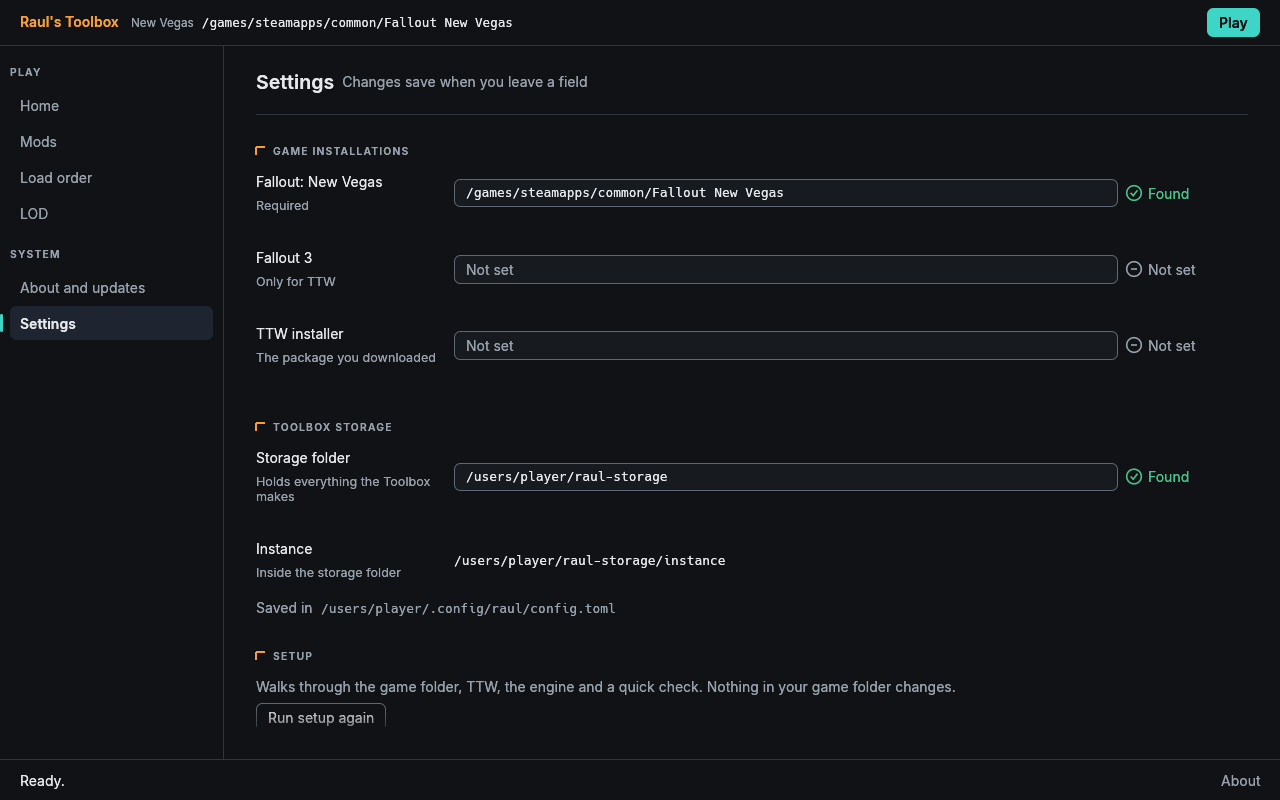 Raul's Toolbox New Vegas /games/steamapps/common/Fallout New Vegas Play
PLAY
Home
Mods
Load order
LOD
SYSTEM
About and updates
Settings
Settings Changes save when you leave a field
GAME INSTALLATIONS
Fallout: New Vegas
Required
/games/steamapps/common/Fallout New Vegas Found
Fallout 3
Only for TTW
Not set Not set
TTW installer
The package you downloaded
Not set Not set
TOOLBOX STORAGE
Storage folder
Holds everything the Toolbox
makes
/users/player/raul-storage Found
Instance
Inside the storage folder
/users/player/raul-storage/instance
Saved in /users/player/.config/raul/config.toml
SETUP
Walks through the game folder, TTW, the engine and a quick check. Nothing in your game folder changes.
Run setup again
Ready. About